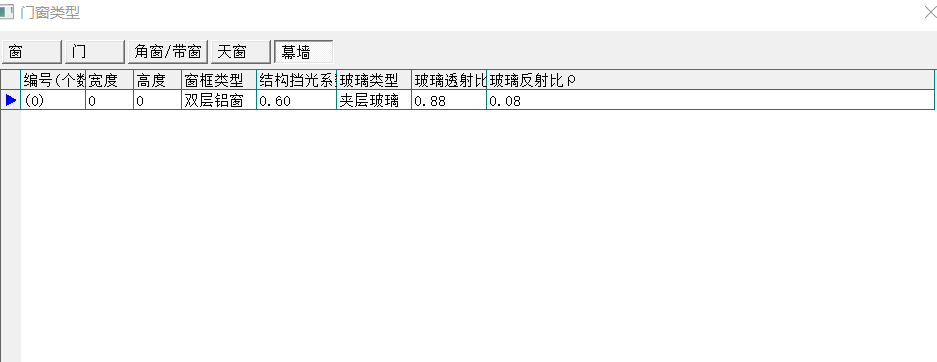 门窗类型
窗 门 角窗/带窗 天窗 幕墙
编号(个数 宽度 高度 窗框类型 结构挡光系数 玻璃类型 玻璃透射比 玻璃反射比ρ
(0) 0 0 双层铝窗 0.60 夹层玻璃 0.88 0.08